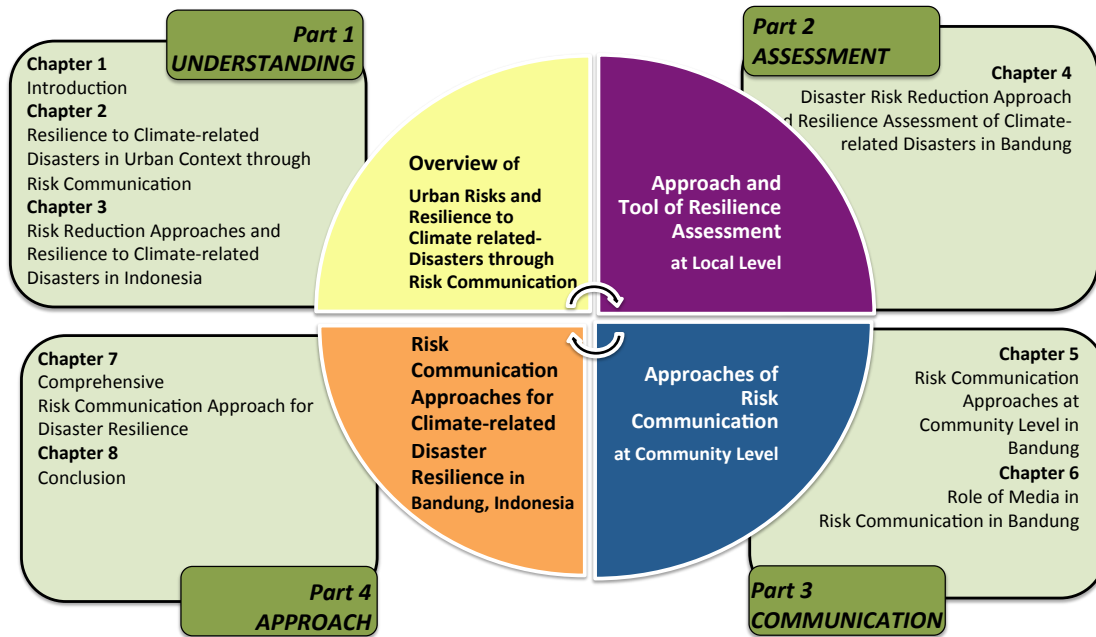 Part 1
UNDERSTANDING
Chapter 1
Introduction
Chapter 2
Resilience to Climate-related
Disasters in Urban Context through
Risk Communication
Chapter 3
Risk Reduction Approaches and
Resilience to Climate-related
Disasters in Indonesia
Overview of
Urban Risks and
Resilience to
Climate related-
Disasters through
Risk Communication
Part 2
ASSESSMENT
Chapter 4
Disaster Risk Reduction Approach
d Resilience Assessment of Climate-
related Disasters in Bandung
Approach and
Tool of Resilience
Assessment
at Local Level
Chapter 7
Comprehensive
Risk Communication Approach for
Disaster Resilience
Chapter 8
Conclusion
Part 4
APPROACH
Risk
Communication
Approaches for
Climate-related
Disaster
Resilience in
Bandung, Indonesia
Approaches of
Risk
Communication
at Community Level
Chapter 5
Risk Communication
Approaches at
Community Level in
Bandung
Chapter 6
Role of Media in
Risk Communication in Bandung
Part 3
COMMUNICATION